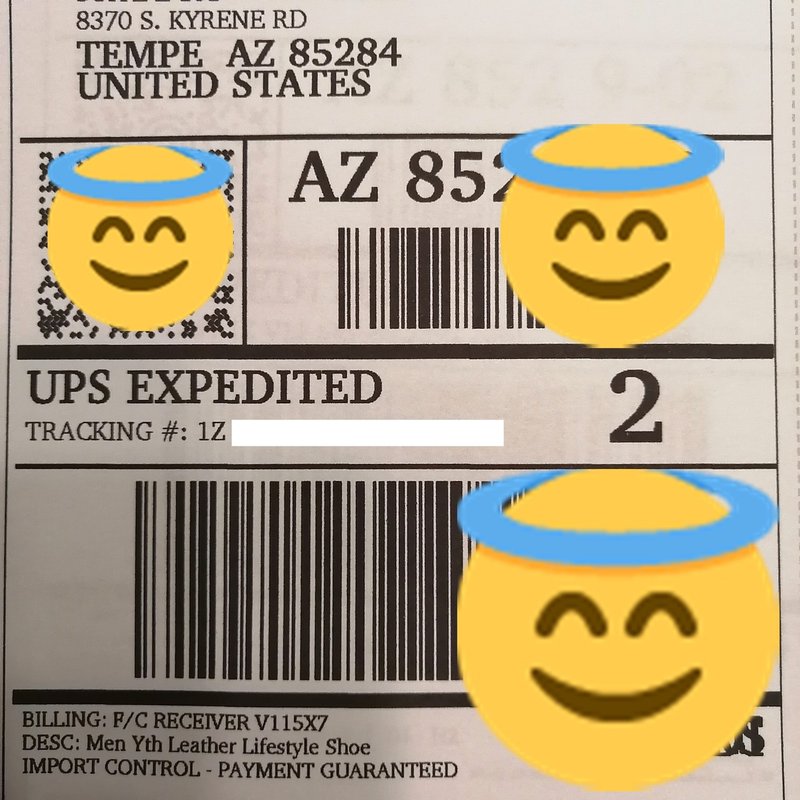 8370 S. KYRENE RD
TEMPE AZ 85284
UNITED STATES
AZ 852
UPS EXPEDITED
2
TRACKING #: 1Z
BILLING: F/C RECEIVER V115X7
DESC: Men Yth Leather Lifestyle Shoe
IMPORT CONTROL - PAYMENT GUARANTEED